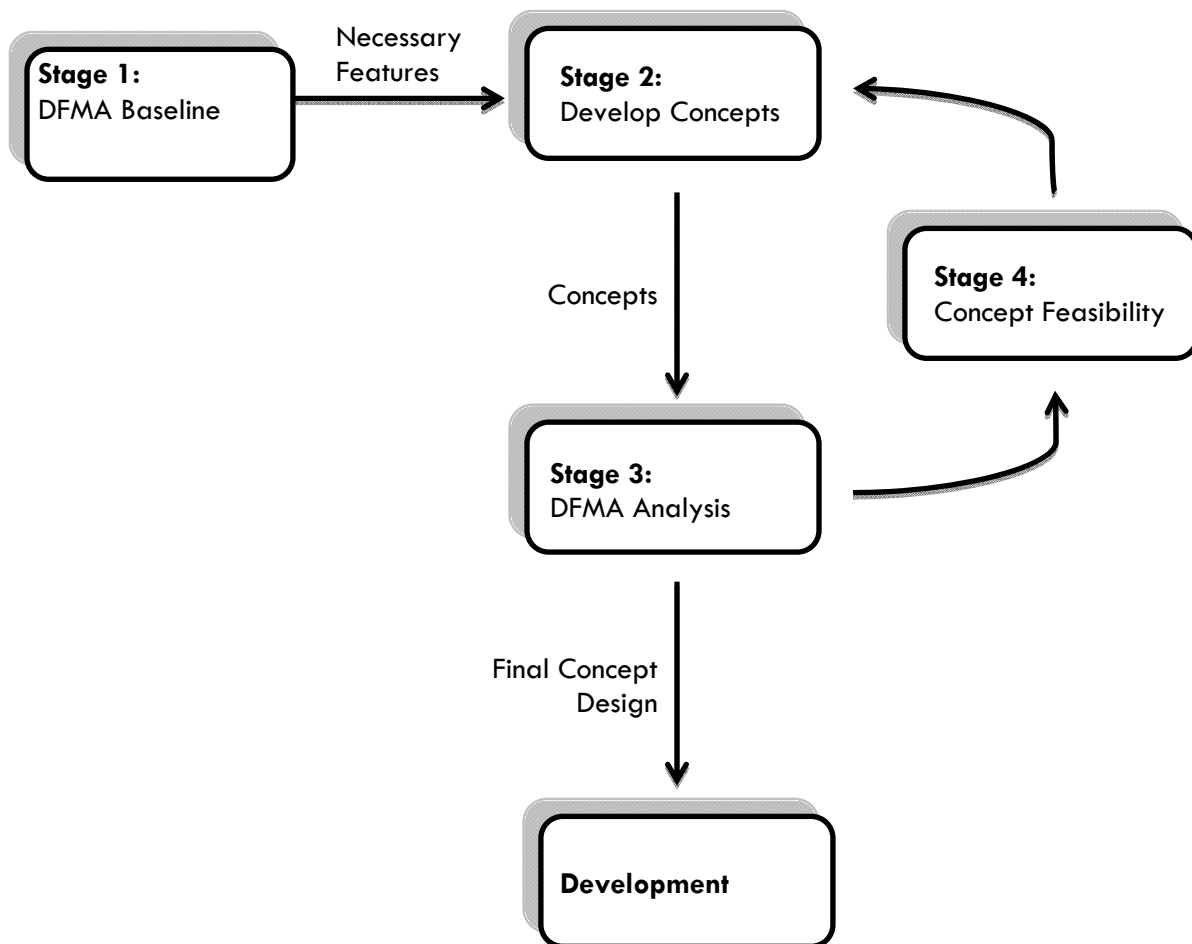 Stage 1:
DFMA Baseline
Necessary
Features
Stage 2:
Develop Concepts
Concepts
Stage 4:
Concept Feasibility
Stage 3:
DFMA Analysis
Final Concept
Design
Development